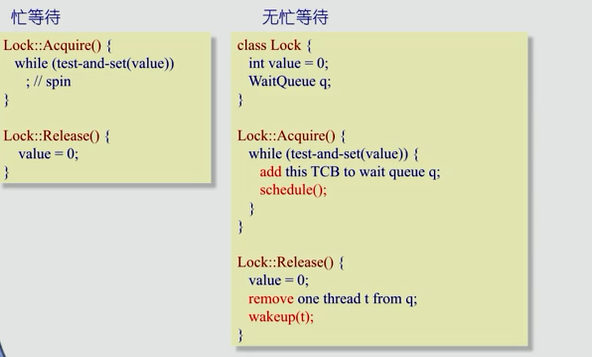 忙等待
Lock::Acquire() {
while (test-and-set(value))
; // spin
}
Lock::Release() {
value = 0;
}
无忙等待
class Lock {
int value = 0;
WaitQueue q;
}
Lock::Acquire() {
while (test-and-set(value)) {
add this TCB to wait queue q;
schedule();
}
}
Lock::Release() {
value = 0;
remove one thread t from q;
wakeup(t);
}